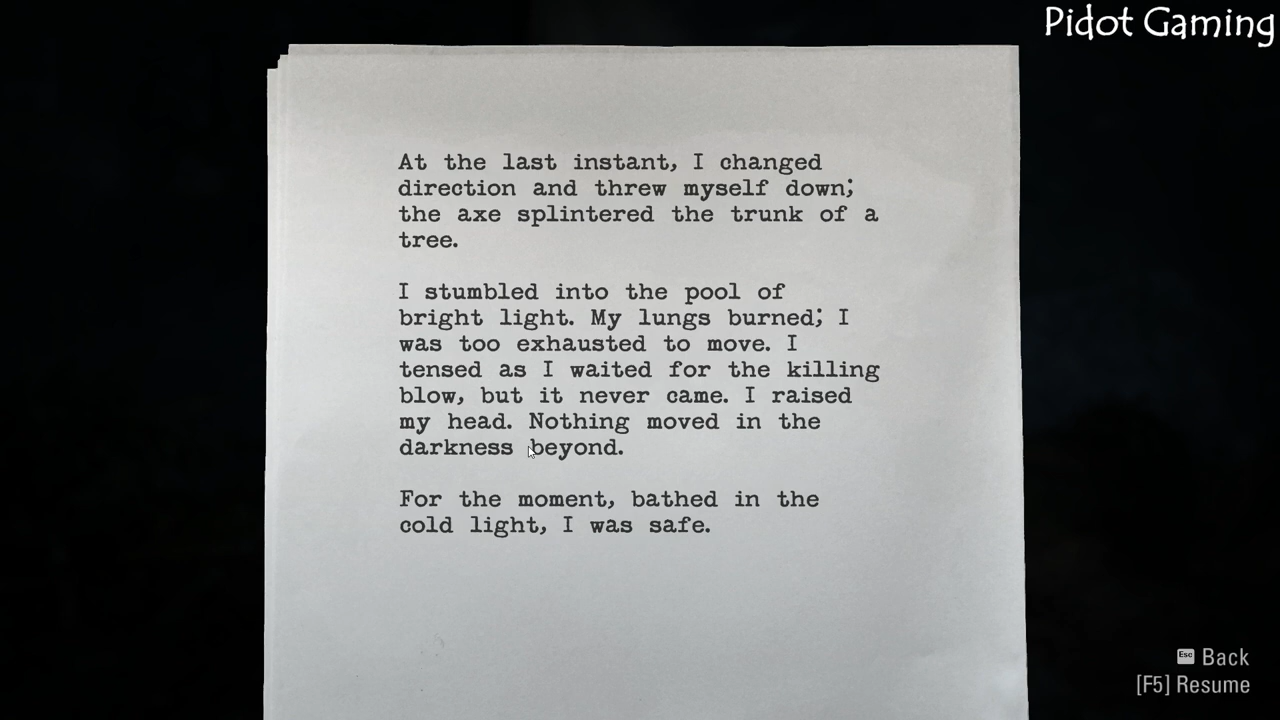 Pidot Gaming
At the last instant, I changed
direction and threw myself down;
the axe splintered the trunk of a
tree.
I stumbled into the pool of
bright light. My lungs burned; I
was too exhausted to move. I
tensed as I waited for the killing
blow, but it never came. I raised
my head. Nothing moved in the
darkness beyond.
For the moment, bathed in the
cold light, I was safe.
Esc Back
[F5] Resume